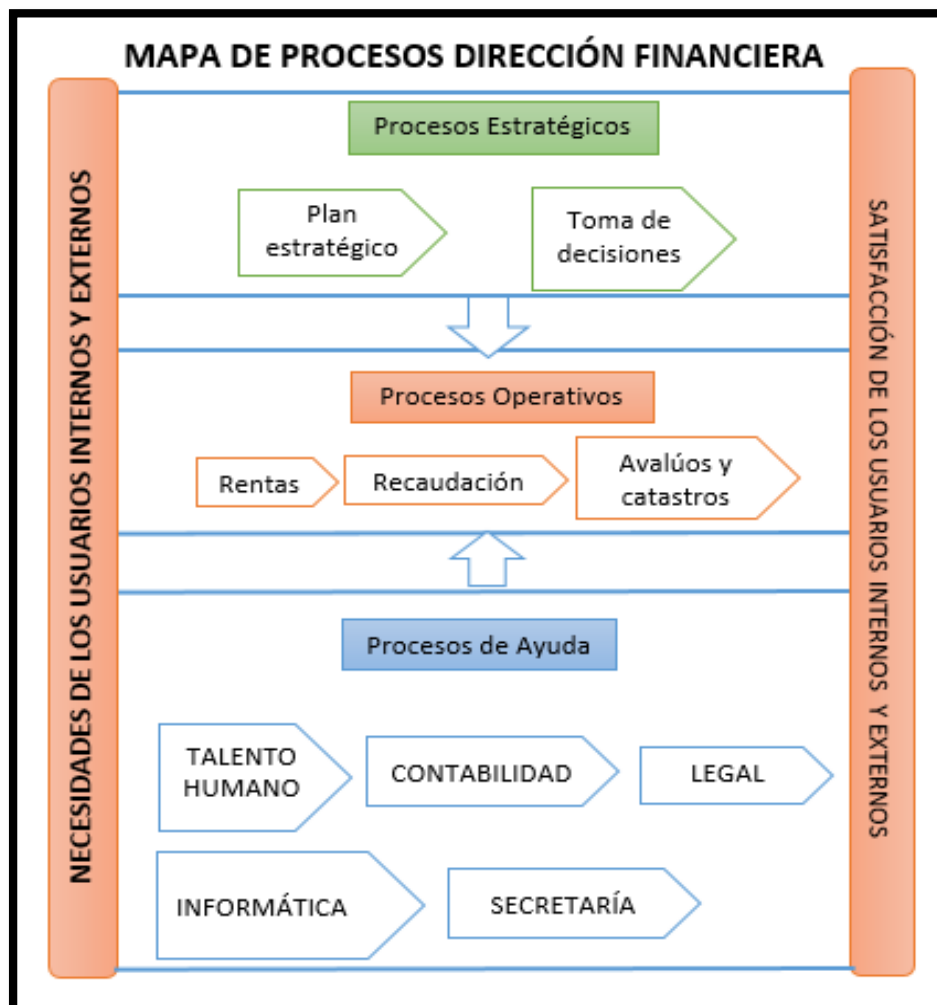 MAPA DE PROCESOS DIRECCIÓN FINANCIERA
NECESIDADES DE LOS USUARIOS INTERNOS Y EXTERNOS
Procesos Estratégicos
Plan
estratégico
Toma de
decisiones
Procesos Operativos
Rentas
Recaudación
Avalúos y
catastros
Procesos de Ayuda
TALENTO
HUMANO
CONTABILIDAD
LEGAL
INFORMÁTICA
SECRETARÍA
SATISFACCIÓN DE LOS USUARIOS INTERNOS Y EXTERNOS